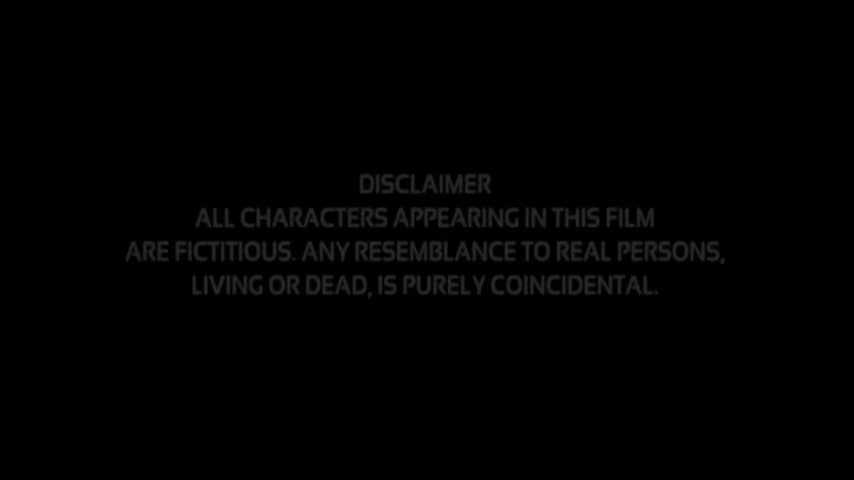 DISCLAIMER
ALL CHARACTERS APPEARING IN THIS FILM
ARE FICTITIOUS. ANY RESEMBLANCE TO REAL PERSONS,
LIVING OR DEAD, IS PURELY COINCIDENTAL.